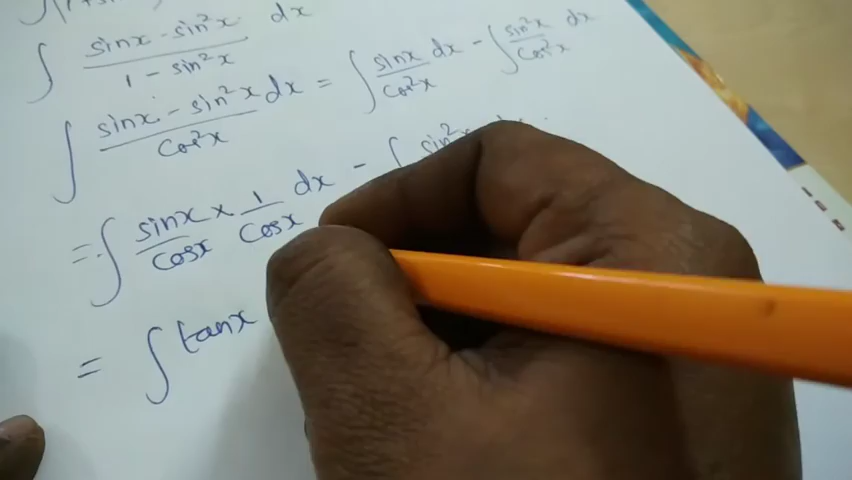 ∫ (sinx - sin²x)/(1 - sin²x) dx
∫ (sinx - sin²x)/(cos²x) dx = ∫ sinx/cos²x dx - ∫ sin²x/cos²x dx
= ∫ sinx/cosx × 1/cosx dx - ∫ sin²x
= ∫ tanx